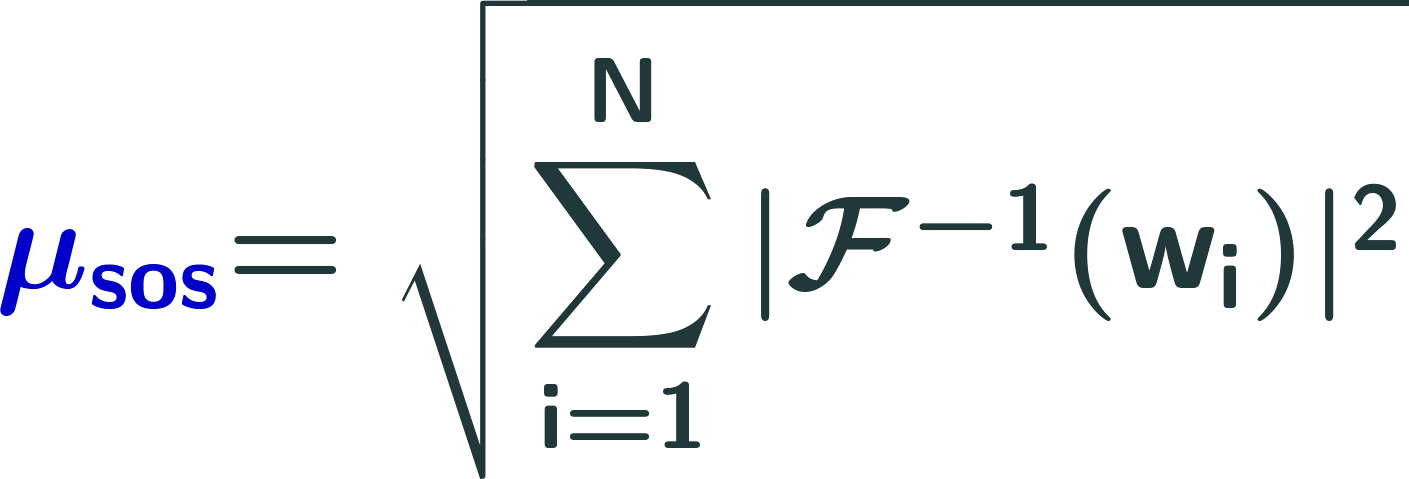 μ_sos = √(∑_{i=1}^{N} |ℱ^{−1}(w_i)|^2)